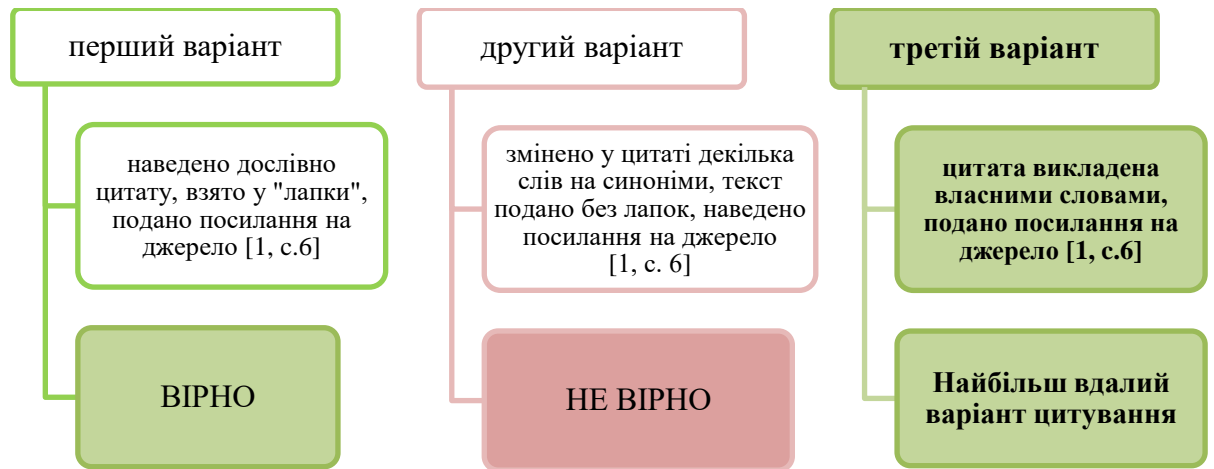 перший варіант
наведено дослівно
цитату, взято у "лапки",
подано посилання на
джерело [1, с.6]
ВІРНО
другий варіант
змінено у цитаті декілька
слів на синоніми, текст
подано без лапок, наведено
посилання на джерело
[1, с. 6]
НЕ ВІРНО
третій варіант
цитата викладена
власними словами,
подано посилання на
джерело [1, с.6]
Найбільш вдалий
варіант цитування